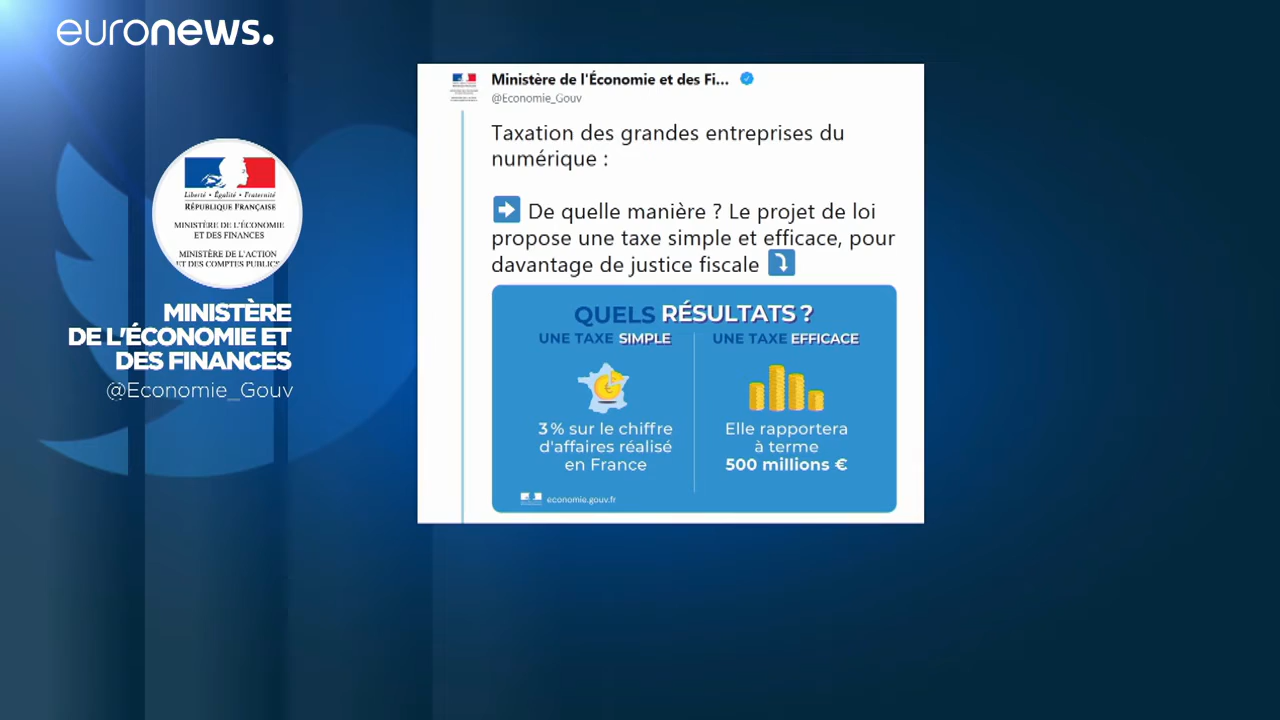 euronews.
Liberté • Égalité • Fraternité
RÉPUBLIQUE FRANÇAISE
MINISTÈRE DE L'ÉCONOMIE
ET DES FINANCES
MINISTÈRE DE L'ACTION
ET DES COMPTES PUBLICS
MINISTÈRE
DE L'ÉCONOMIE ET
DES FINANCES
@Economie_Gouv
Ministère de l'Économie et des Fi...
@Economie_Gouv
Taxation des grandes entreprises du
numérique :
➡ De quelle manière ? Le projet de loi
propose une taxe simple et efficace, pour
davantage de justice fiscale ⤵
QUELS RÉSULTATS ?
UNE TAXE SIMPLE
3 % sur le chiffre
d'affaires réalisé
en France
UNE TAXE EFFICACE
Elle rapportera
à terme
500 millions €
economie.gouv.fr